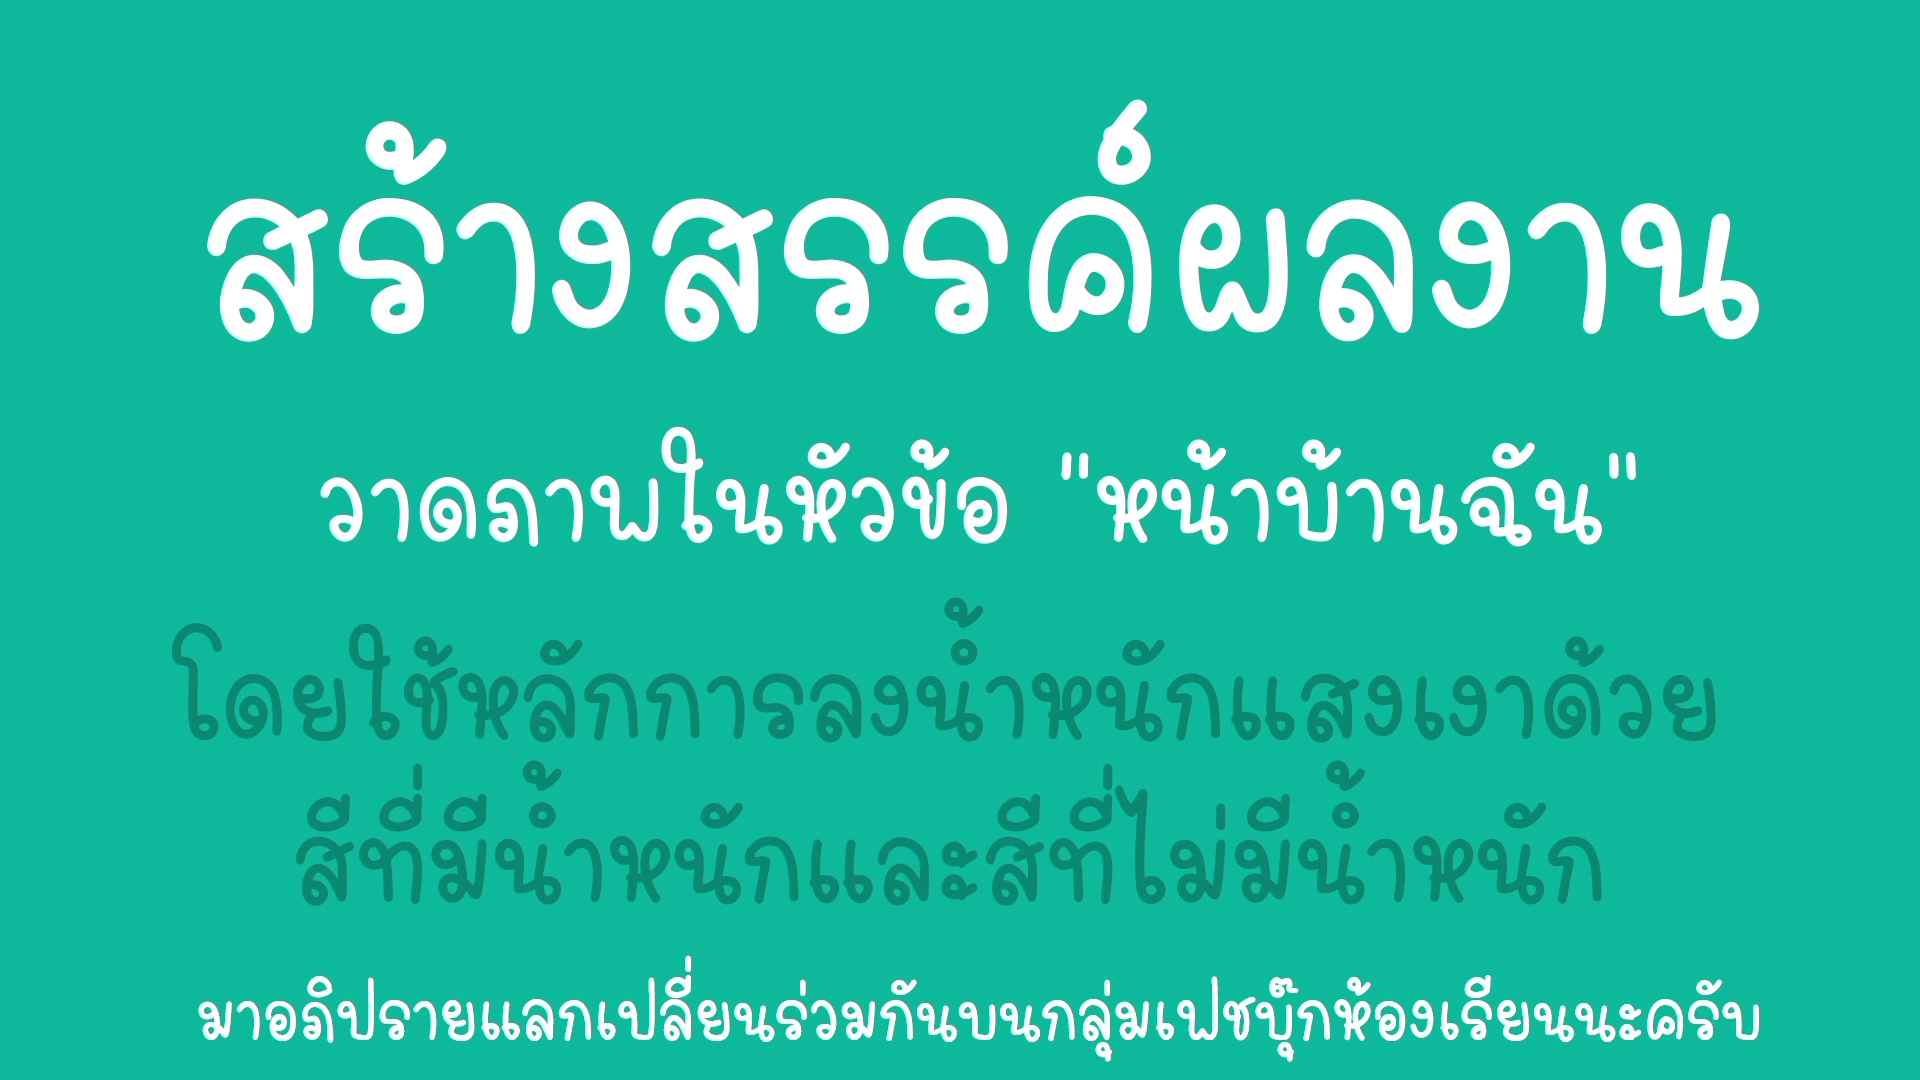 สร้างสรรค์ผลงาน
วาดภาพในหัวข้อ "หน้าบ้านฉัน"
โดยใช้หลักการลงน้ำหนักแสงเงาด้วย
สีที่มีน้ำหนักและสีที่ไม่มีน้ำหนัก
มาอภิปรายแลกเปลี่ยนร่วมกันบนกลุ่มเฟชบุ๊กห้องเรียนนะครับ